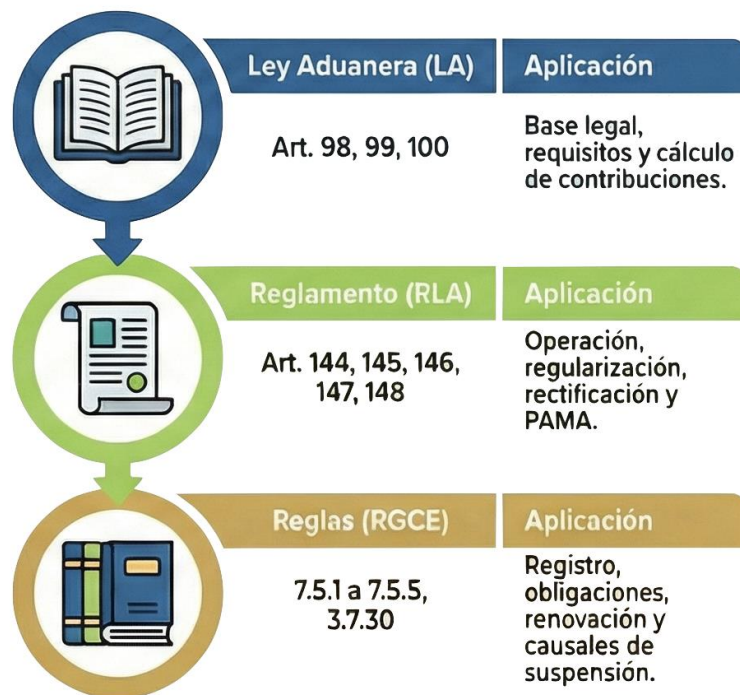 Ley Aduanera (LA)
Aplicación
Art. 98, 99, 100
Base legal,
requisitos y cálculo
de contribuciones.
Reglamento (RLA)
Aplicación
Art. 144, 145, 146,
147, 148
Operación,
regularización,
rectificación y
PAMA.
Reglas (RGCE)
Aplicación
7.5.1 a 7.5.5,
3.7.30
Registro,
obligaciones,
renovación y
causales de
suspensión.